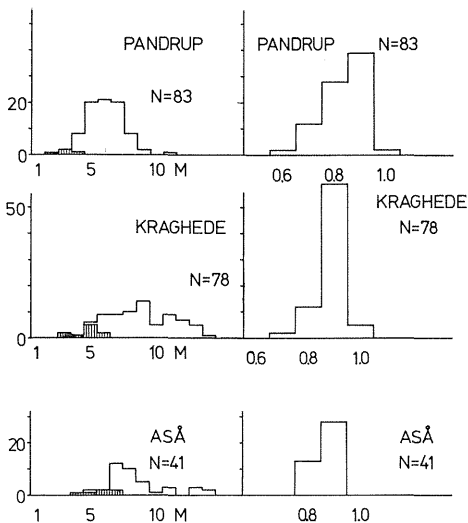 PANDRUP
N=83
20
0
1 5 10 M
PANDRUP N=83
0,6 0.8 1.0
50
KRAGHEDE
N=78
0
1 5 10 M
KRAGHEDE
N=78
0.6 0.8 1.0
20
ASÅ
N=41
0
1 5 10 M
ASÅ
N=41
0.8 1.0